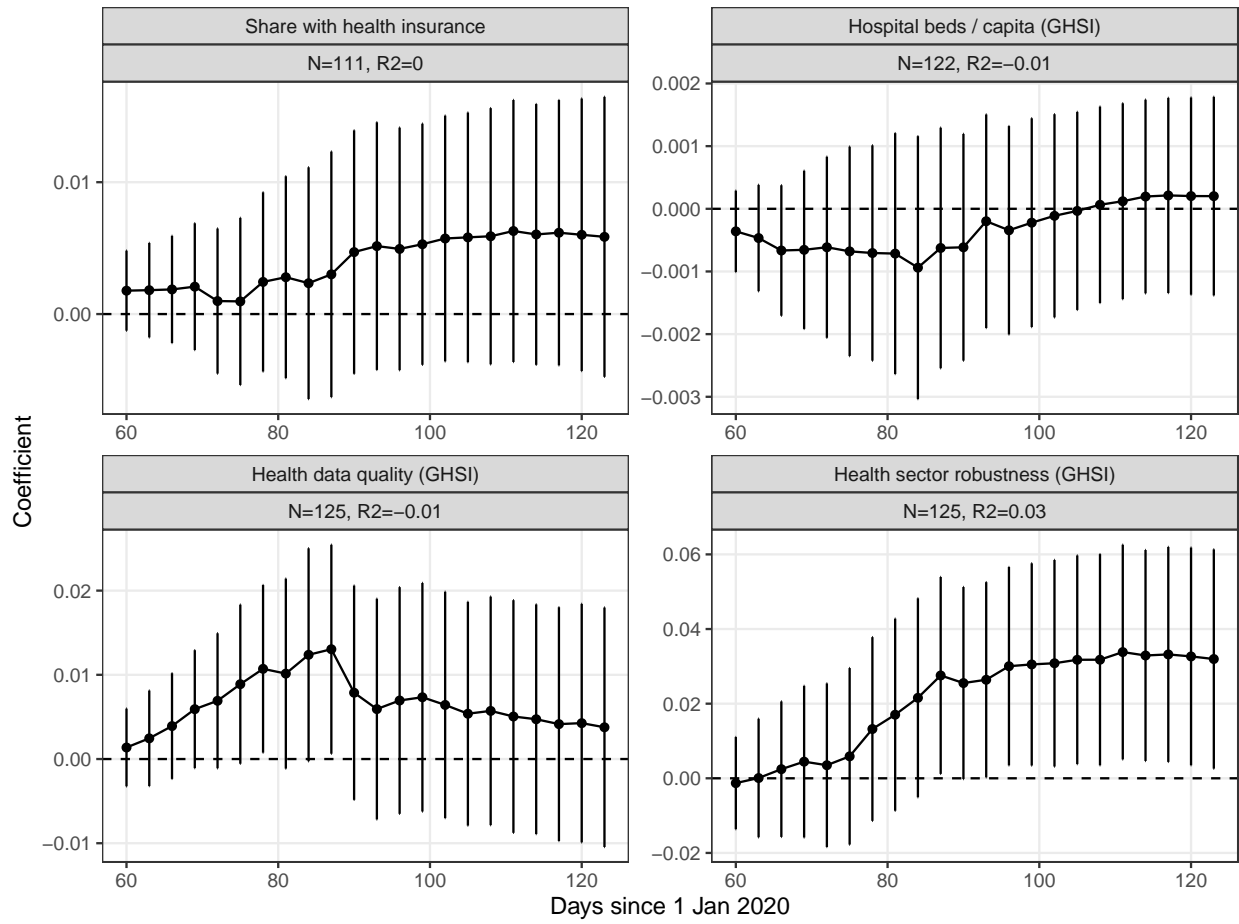 Share with health insurance
N=111, R2=0
0.01
0.00
60 80 100 120
Hospital beds / capita (GHSI)
N=122, R2=−0.01
0.002
0.001
0.000
−0.001
−0.002
−0.003
60 80 100 120
Health data quality (GHSI)
N=125, R2=−0.01
0.02
0.01
0.00
−0.01
60 80 100 120
Health sector robustness (GHSI)
N=125, R2=0.03
0.06
0.04
0.02
0.00
−0.02
60 80 100 120
Coefficient
Days since 1 Jan 2020